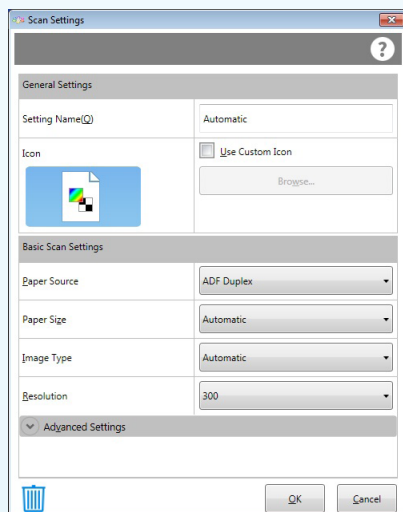 Scan Settings
?
General Settings
Setting Name(Q)
Automatic
Icon
Use Custom Icon
Browse...
Basic Scan Settings
Paper Source
ADF Duplex
Paper Size
Automatic
Image Type
Automatic
Resolution
300
Advanced Settings
OK
Cancel